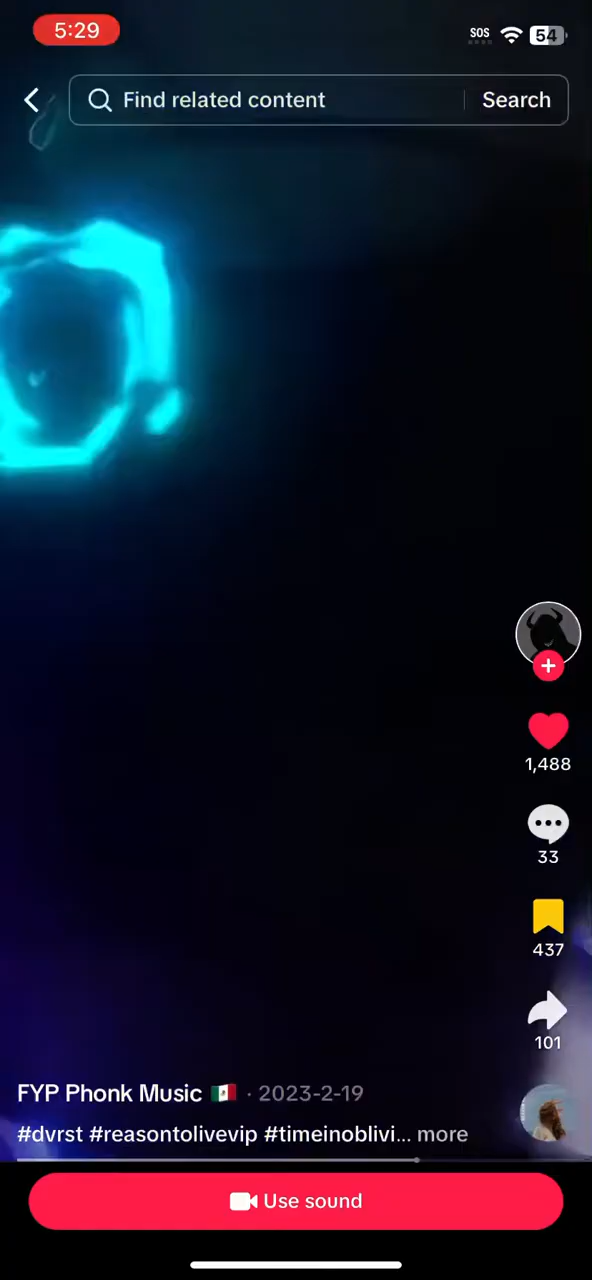 5:29
SOS
54
Find related content
Search
1,488
33
437
101
FYP Phonk Music 🇲🇽 · 2023-2-19
#dvrst #reasontolivevip #timeinoblivi... more
Use sound